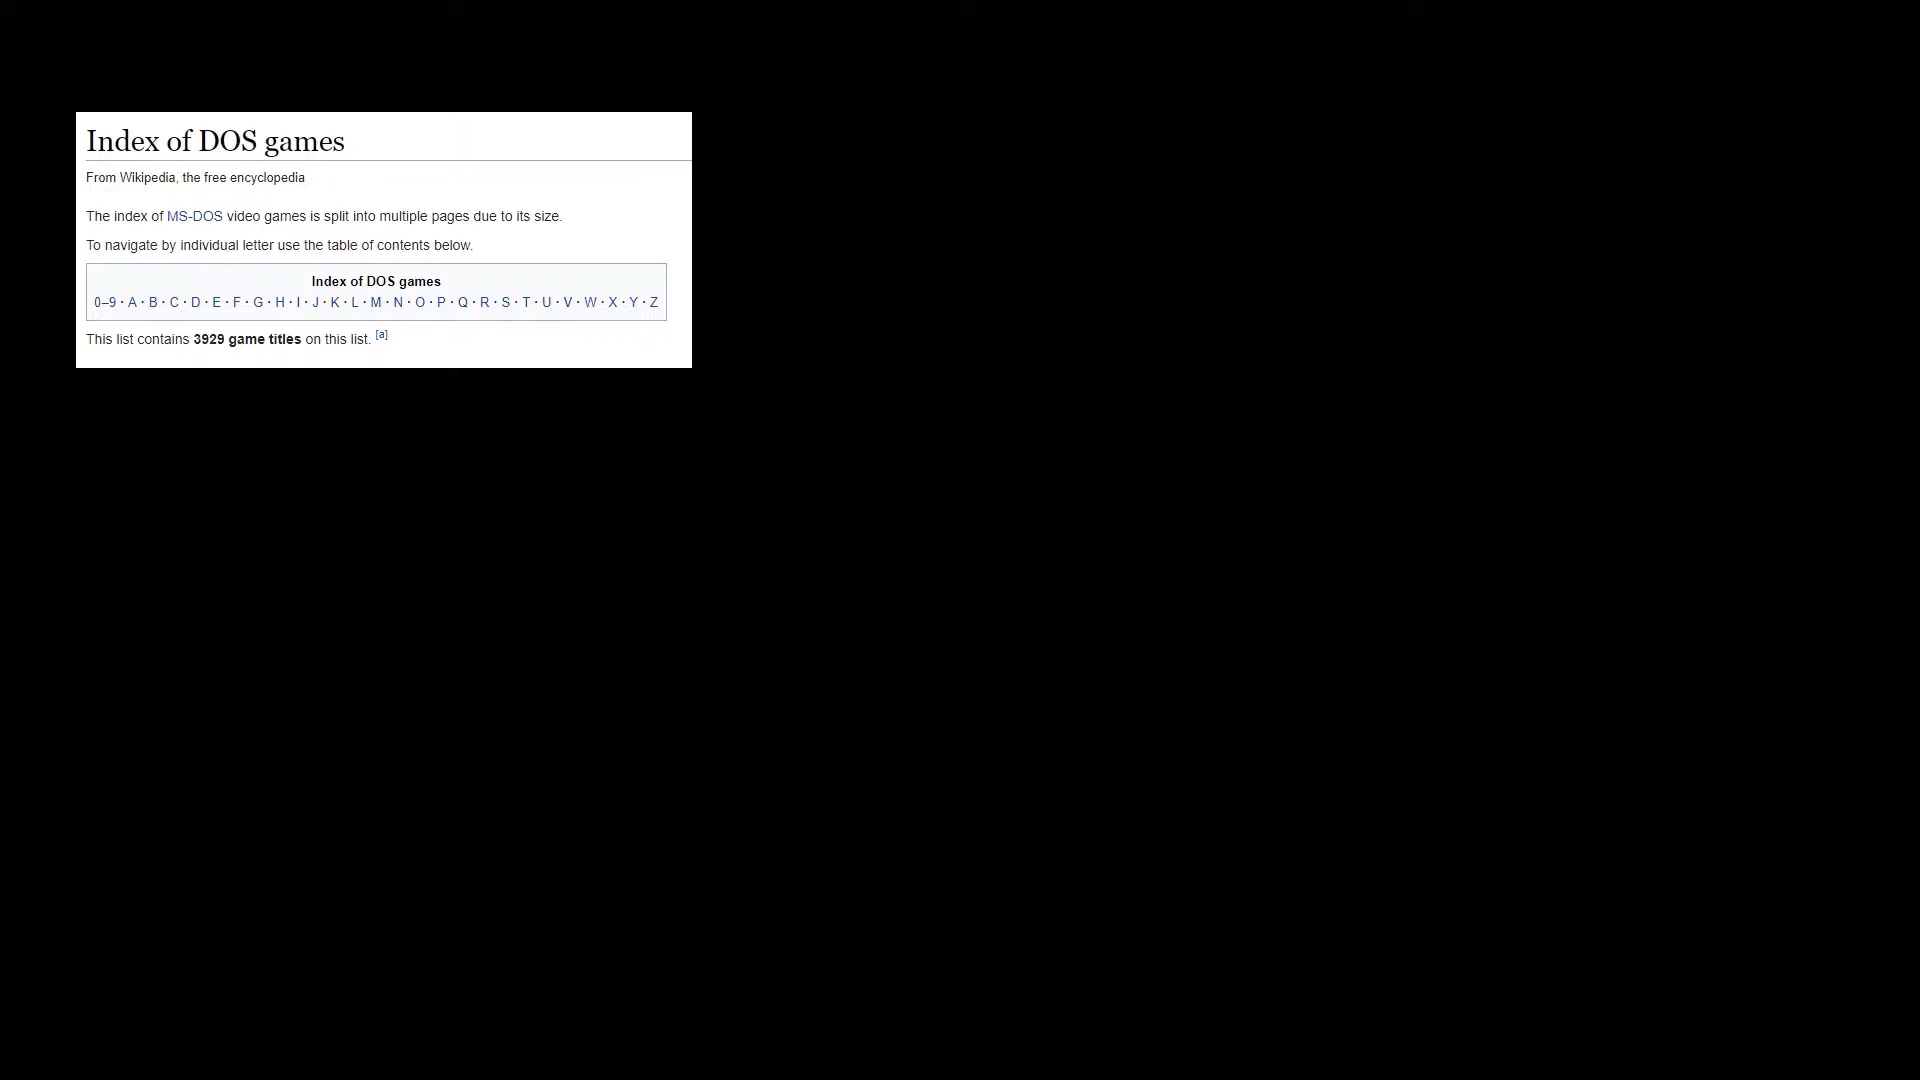 Index of DOS games
From Wikipedia, the free encyclopedia
The index of MS-DOS video games is split into multiple pages due to its size.
To navigate by individual letter use the table of contents below.
Index of DOS games
0–9 · A · B · C · D · E · F · G · H · I · J · K · L · M · N · O · P · Q · R · S · T · U · V · W · X · Y · Z
This list contains 3929 game titles on this list. [a]